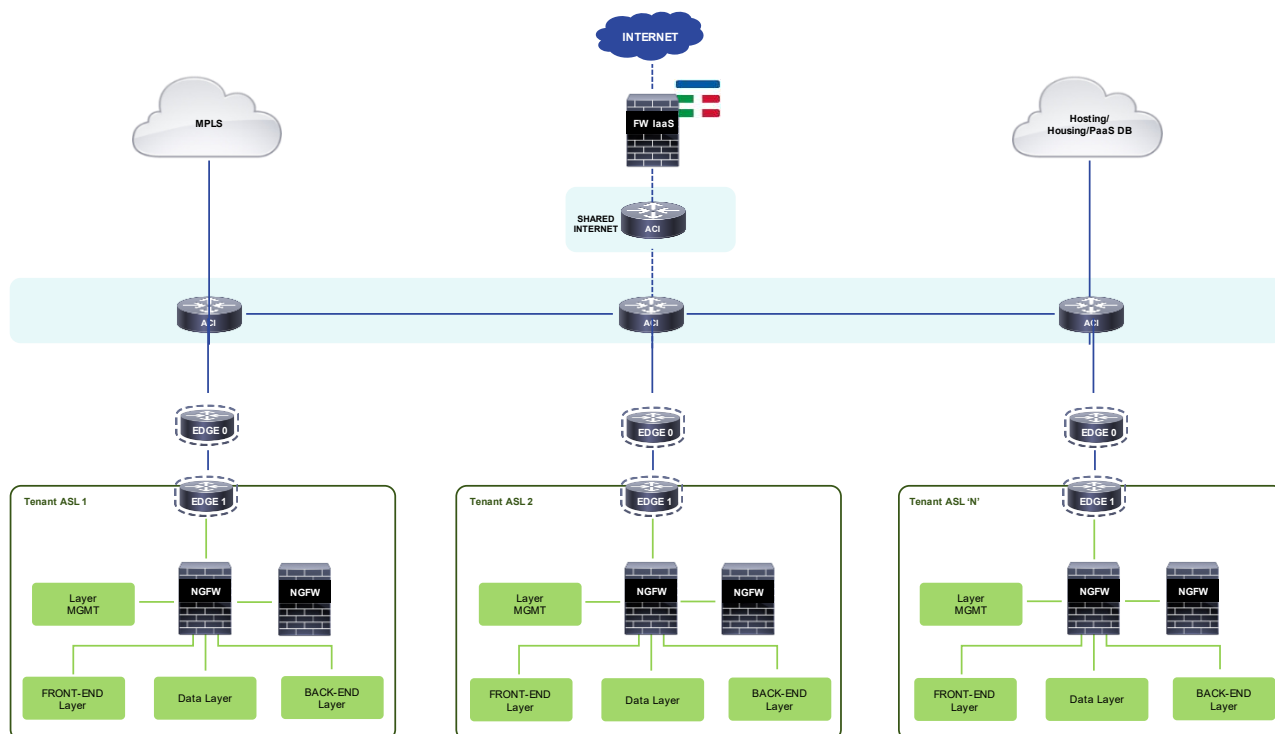 INTERNET
MPLS
FW IaaS
Hosting/
Housing/PaaS DB
SHARED
INTERNET
ACI
ACI
ACI
ACI
EDGE 0
EDGE 0
EDGE 0
Tenant ASL 1
EDGE 1
Tenant ASL 2
EDGE 1
Tenant ASL ‘N’
EDGE 1
Layer
MGMT
NGFW
NGFW
Layer
MGMT
NGFW
NGFW
Layer
MGMT
NGFW
NGFW
FRONT-END
Layer
Data Layer
BACK-END
Layer
FRONT-END
Layer
Data Layer
BACK-END
Layer
FRONT-END
Layer
Data Layer
BACK-END
Layer